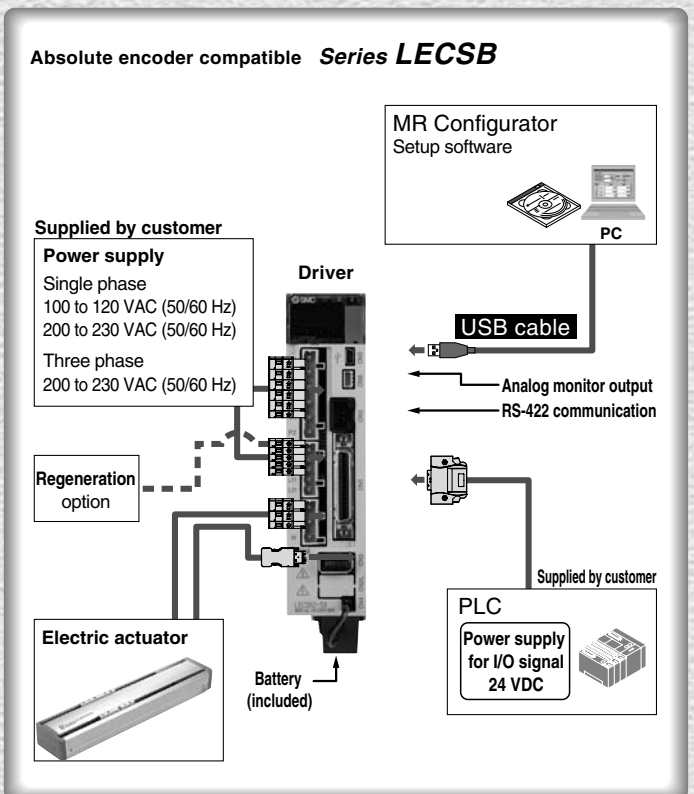 Absolute encoder compatible Series LECSB
MR Configurator
Setup software
PC
Supplied by customer
Power supply
Single phase
100 to 120 VAC (50/60 Hz)
200 to 230 VAC (50/60 Hz)
Three phase
200 to 230 VAC (50/60 Hz)
Driver
SMC
USB cable
Analog monitor output
RS-422 communication
Regeneration
option
Supplied by customer
PLC
Power supply
for I/O signal
24 VDC
Electric actuator
Battery
(included)